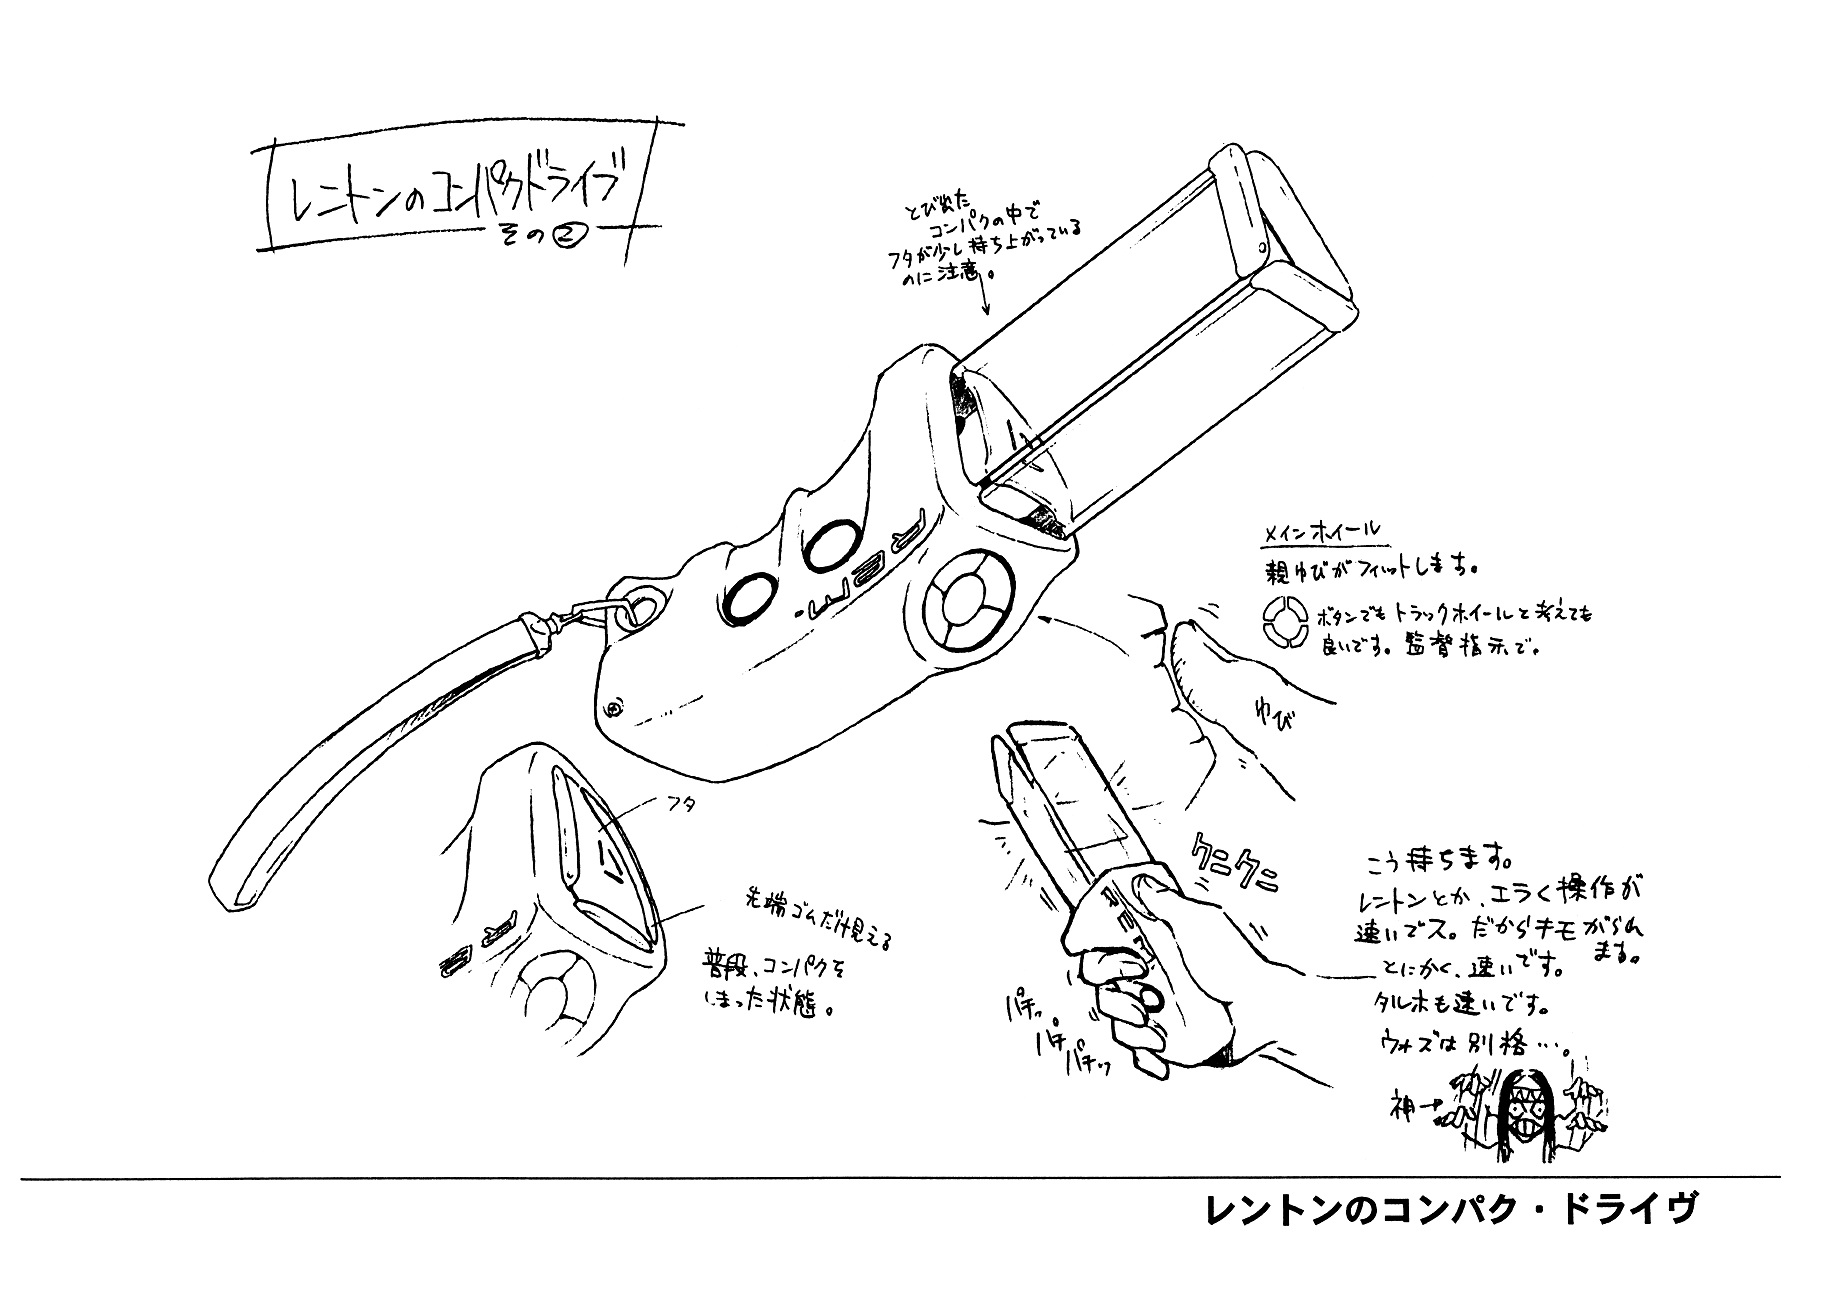 レントンのコンパクドライブ
その②
とび出た
コンパクの中で
フタが少し持ち上がっている
のに注意。
メインホイール
親ゆびがフィットします。
ボタンでもトラックホイールと考えても
良いです。監督指示で。
ゆび
フタ
先端ゴムだけ見える
普段、コンパクを
しまった状態。
クニクニ
パチッ。
パチ
パチッ
こう持ちます。
レントンとか、エラく操作が
速いでス。だからキモがられ
まする。
とにかく、速いです。
タルホも速いです。
ウォズは別格…。
神→
レントンのコンパク・ドライヴ